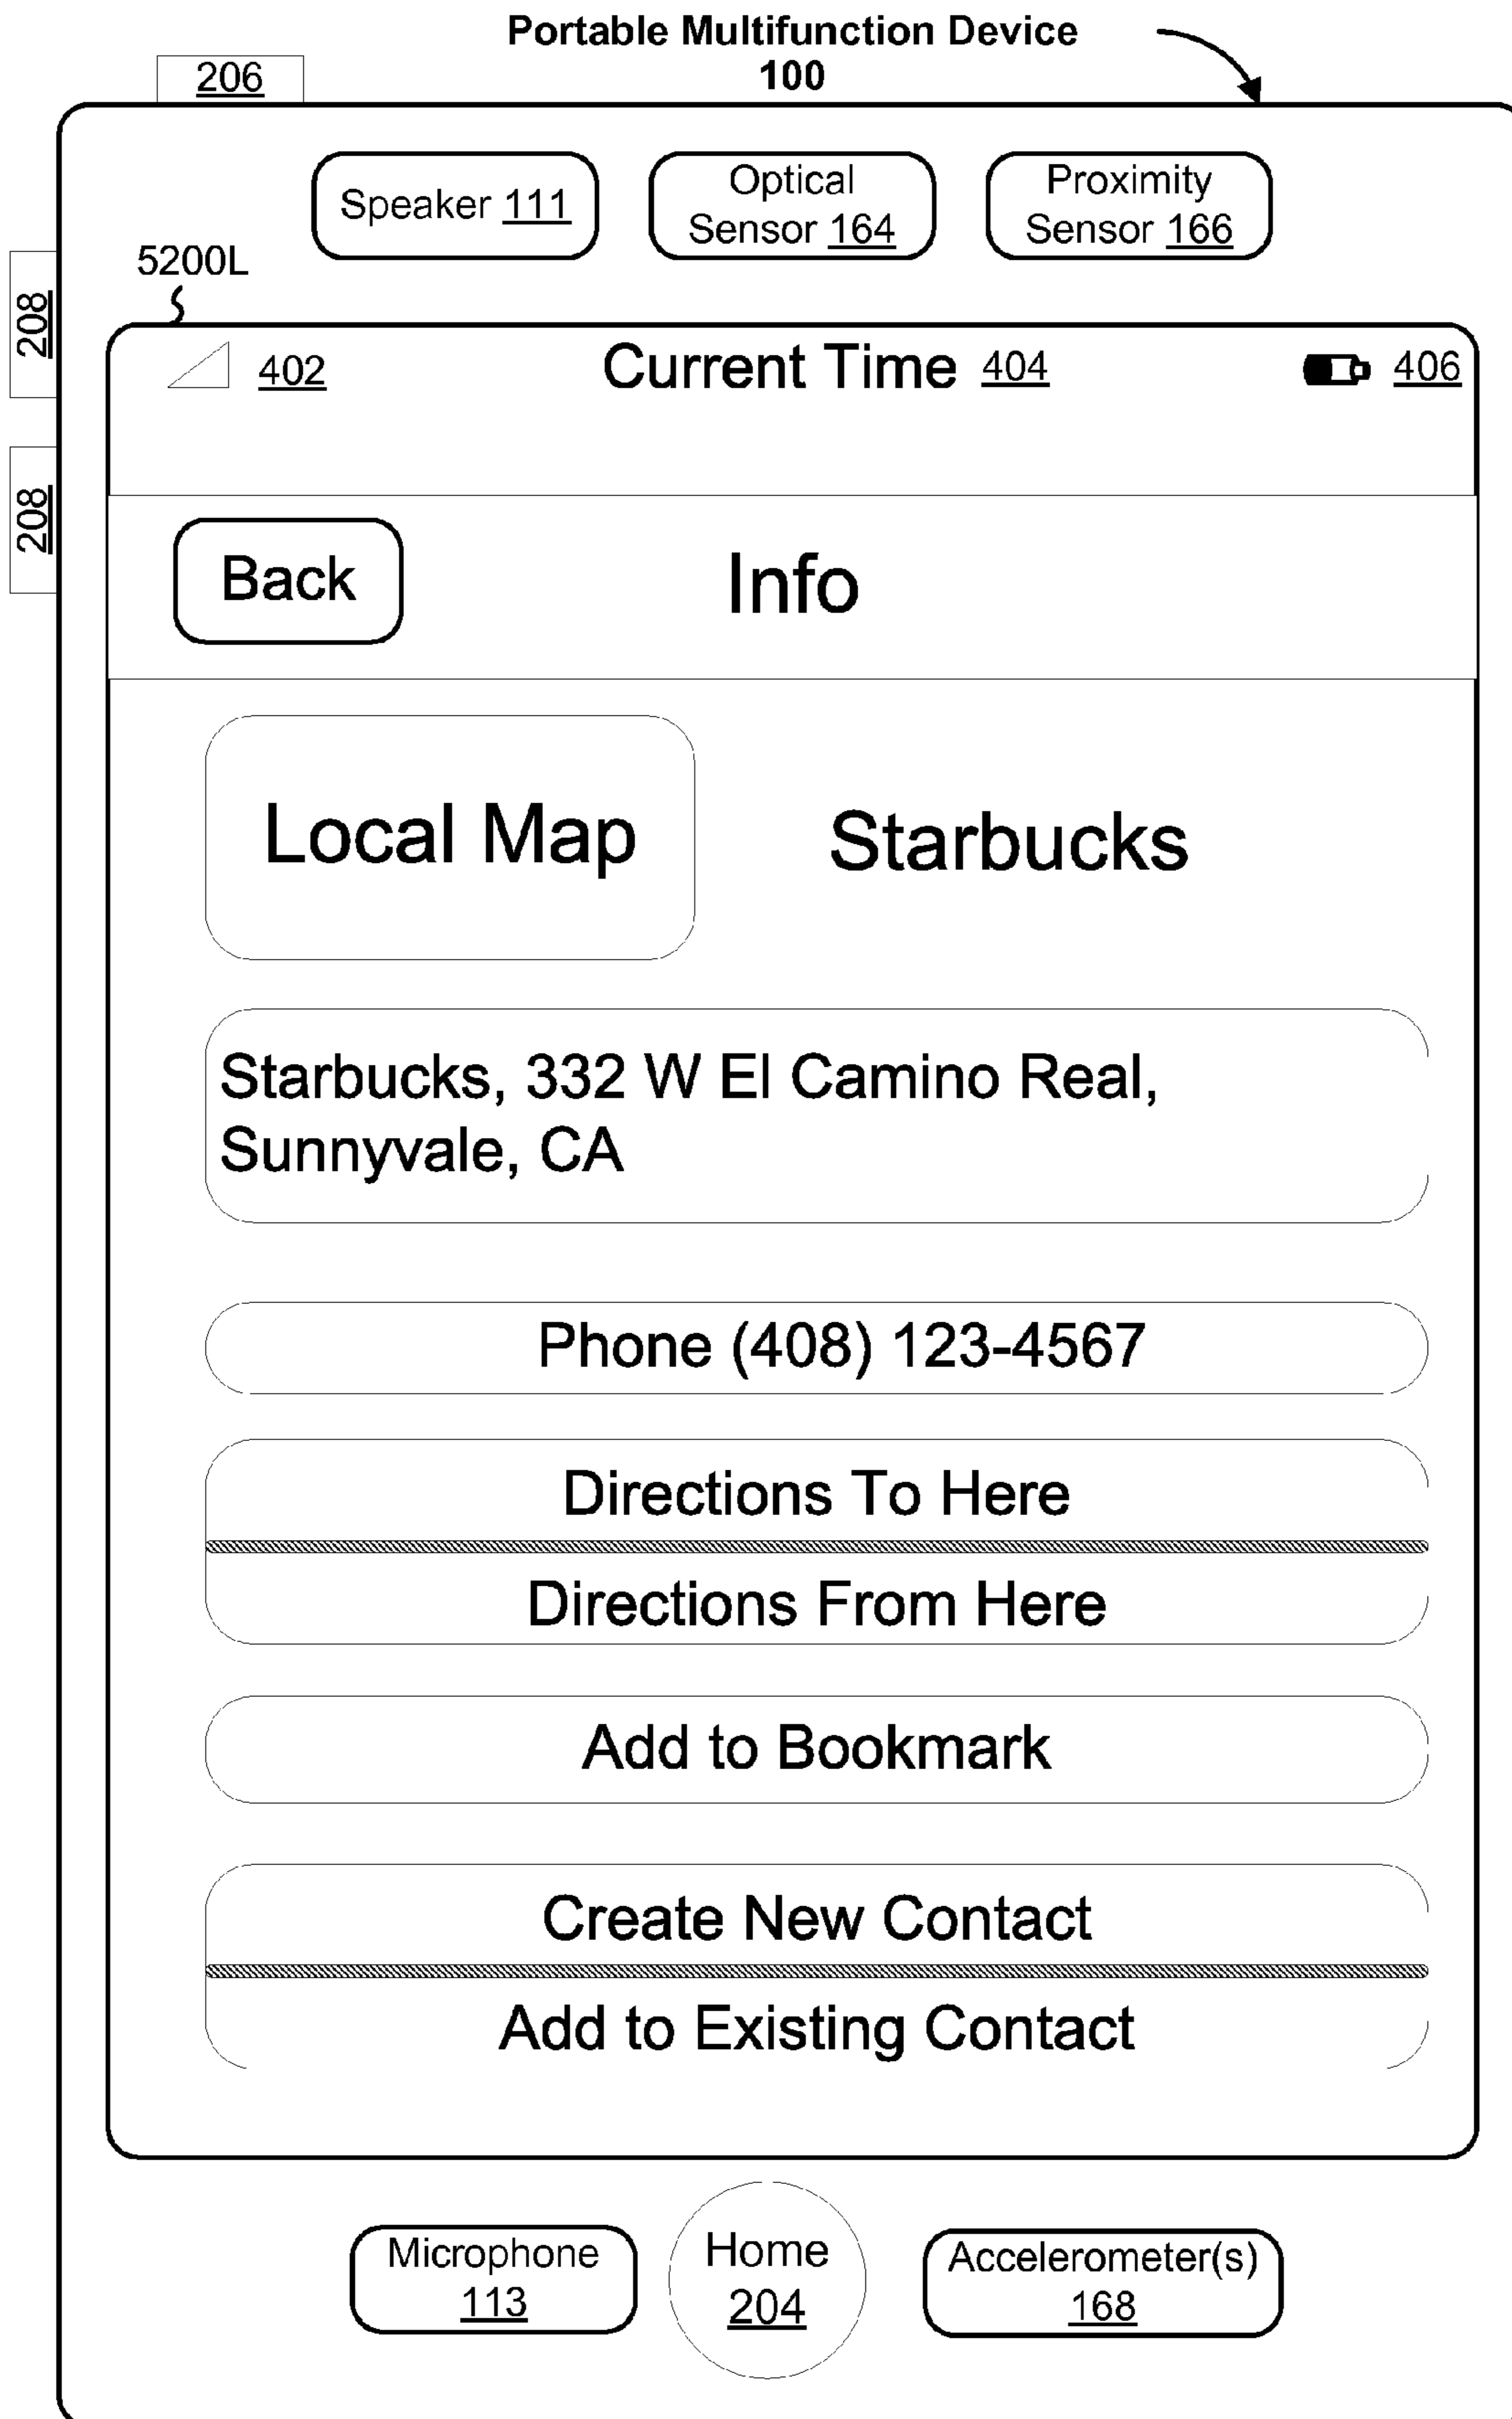 Portable Multifunction Device
100
206
Speaker 111
Optical
Sensor 164
Proximity
Sensor 166
5200L
208
208
402
Current Time 404
406
Back
Info
Local Map
Starbucks
Starbucks, 332 W El Camino Real,
Sunnyvale, CA
Phone (408) 123-4567
Directions To Here
Directions From Here
Add to Bookmark
Create New Contact
Add to Existing Contact
Microphone
113
Home
204
Accelerometer(s)
168